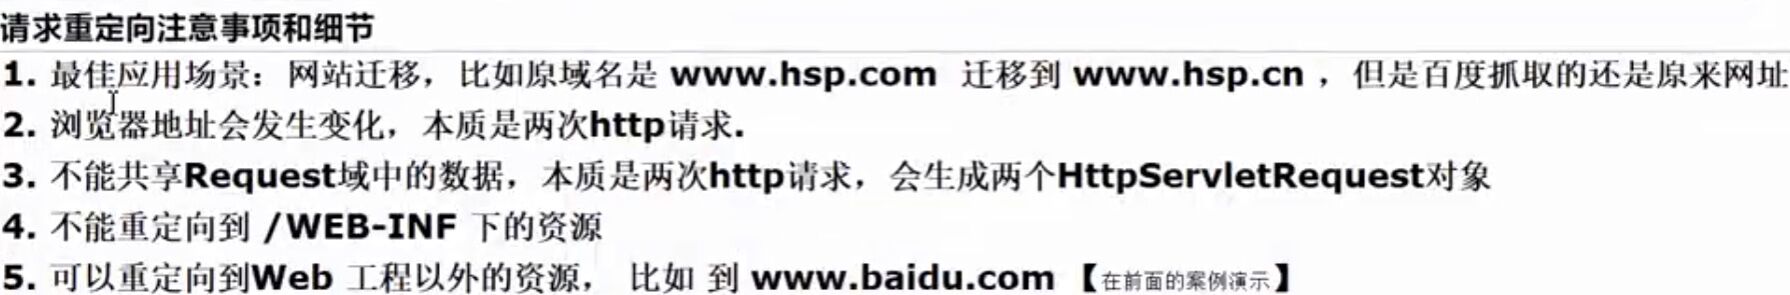 请求重定向注意事项和细节
1. 最佳应用场景：网站迁移，比如原域名是 www.hsp.com 迁移到 www.hsp.cn ，但是百度抓取的还是原来网址
2. 浏览器地址会发生变化，本质是两次http请求.
3. 不能共享Request域中的数据，本质是两次http请求，会生成两个HttpServletRequest对象
4. 不能重定向到 /WEB-INF 下的资源
5. 可以重定向到Web 工程以外的资源， 比如 到 www.baidu.com 【在前面的案例演示】